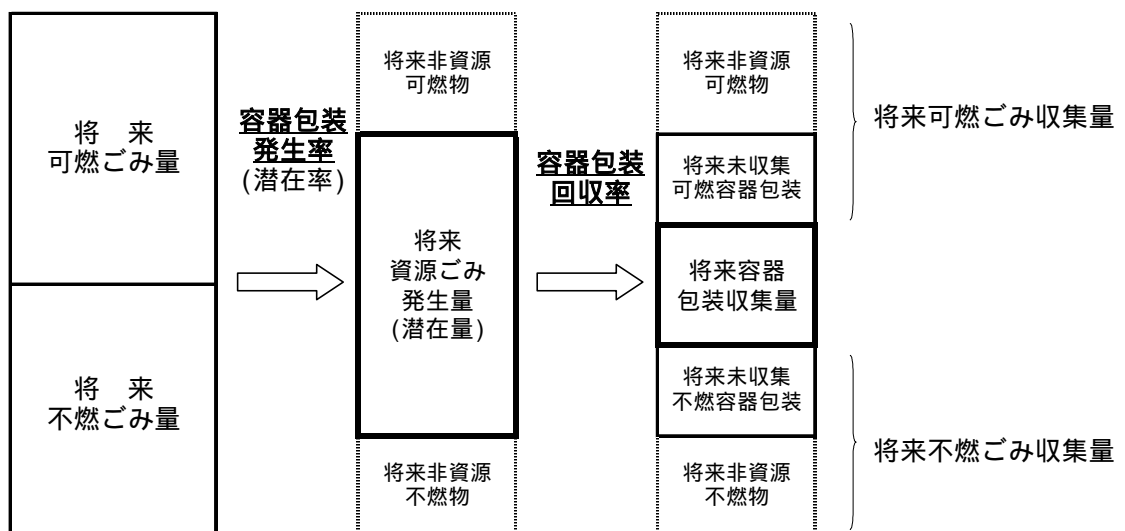 将　来
可燃ごみ量
将　来
不燃ごみ量
容器包装
発生率
(潜在率)
将来非資源
可燃物
将来
資源ごみ
発生量
(潜在量)
将来非資源
不燃物
容器包装
回収率
将来非資源
可燃物
将来未収集
可燃容器包装
将来容器
包装収集量
将来未収集
不燃容器包装
将来非資源
不燃物
将来可燃ごみ収集量
将来不燃ごみ収集量